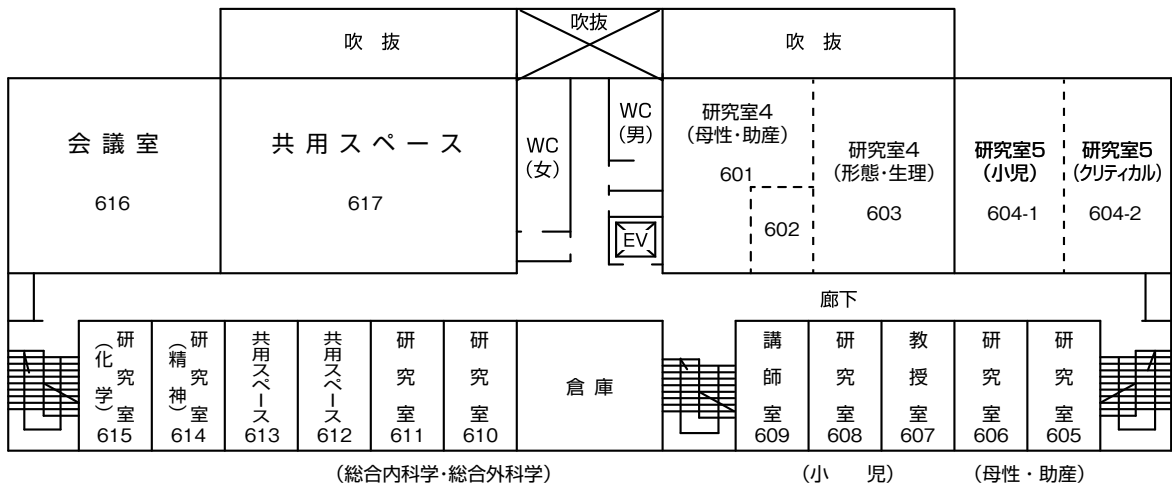 吹抜
吹 抜
吹 抜
会 議 室
616
共 用 ス ペ ー ス
617
WC
(女)
WC
(男)
EV
研究室4
(母性・助産)
601
602
研究室4
(形態・生理)
603
研究室5
(小児)
604-1
研究室5
(クリティカル)
604-2
廊下
研究室
(化学)
615
研究室
(精神)
614
共用スペース
613
共用スペース
612
研究室
611
研究室
610
倉 庫
講師室
609
研究室
608
教授室
607
研究室
606
研究室
605
(総合内科学・総合外科学)
(小 児)
(母性・助産)